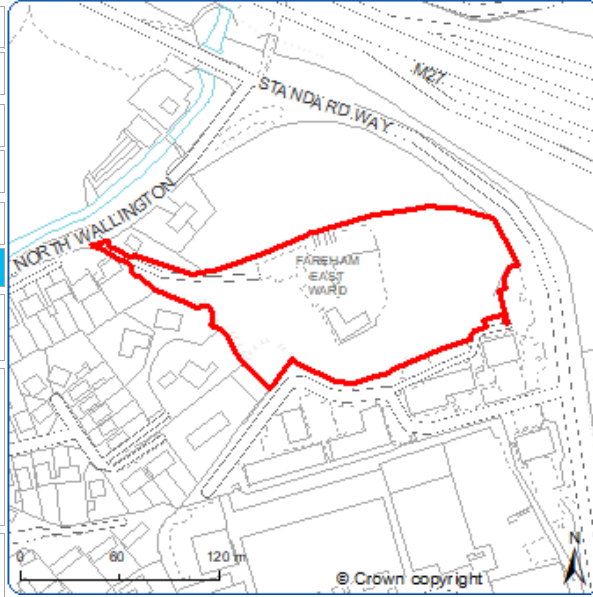 M27
STANDARD WAY
NORTH WALLINGTON
FAREHAM
EAST
WARD
N
0 60 120 m
© Crown copyright